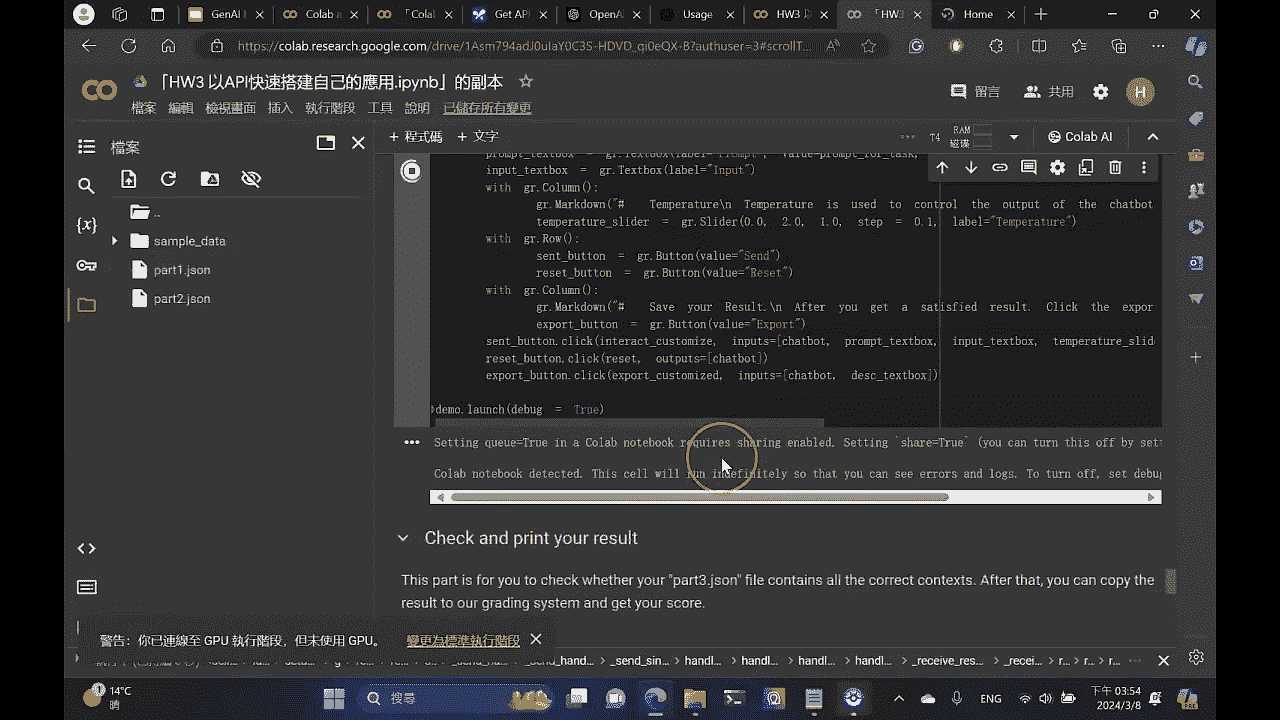 GenAI
Colab a
「Colal
Get API
OpenA
Usage
HW3 以
「HW3
Home
https://colab.research.google.com/drive/1Asm794adJ0ulaY0C3S-HDVD_qi0eQX-B?authuser=3#scrollT...
「HW3 以API快速搭建自己的應用.ipynb」的副本
檔案 編輯 檢視畫面 插入 執行階段 工具 說明 已儲存所有變更
留言 共用 H
檔案
+ 程式碼 + 文字
T4 RAM 磁碟 Colab AI
..
sample_data
part1.json
part2.json
prompt_textbox = gr.Textbox(label="Prompt", value=prompt_for_task,
input_textbox = gr.Textbox(label="Input")
with gr.Column():
gr.Markdown("# Temperature\n Temperature is used to control the output of the chatbot
temperature_slider = gr.Slider(0.0, 2.0, 1.0, step = 0.1, label="Temperature")
with gr.Row():
sent_button = gr.Button(value="Send")
reset_button = gr.Button(value="Reset")
with gr.Column():
gr.Markdown("# Save your Result.\n After you get a satisfied result. Click the expor
export_button = gr.Button(value="Export")
sent_button.click(interact_customize, inputs=[chatbot, prompt_textbox, input_textbox, temperature_slid
reset_button.click(reset, outputs=[chatbot])
export_button.click(export_customized, inputs=[chatbot, desc_textbox])
demo.launch(debug = True)
Setting queue=True in a Colab notebook requires sharing enabled. Setting `share=True` (you can turn this off by set
Colab notebook detected. This cell will run indefinitely so that you can see errors and logs. To turn off, set debu
Check and print your result
This part is for you to check whether your "part3.json" file contains all the correct contexts. After that, you can copy the
result to our grading system and get your score.
警告：你已連線至 GPU 執行階段，但未使用 GPU。 變更為標準執行階段
_send_hand... > _send_sin... > handl... > handl... > handl... > handl... > _receive_res... > _recei... > r... > r... > r...
1 14°C
晴
搜尋
ENG
下午 03:54
2024/3/8